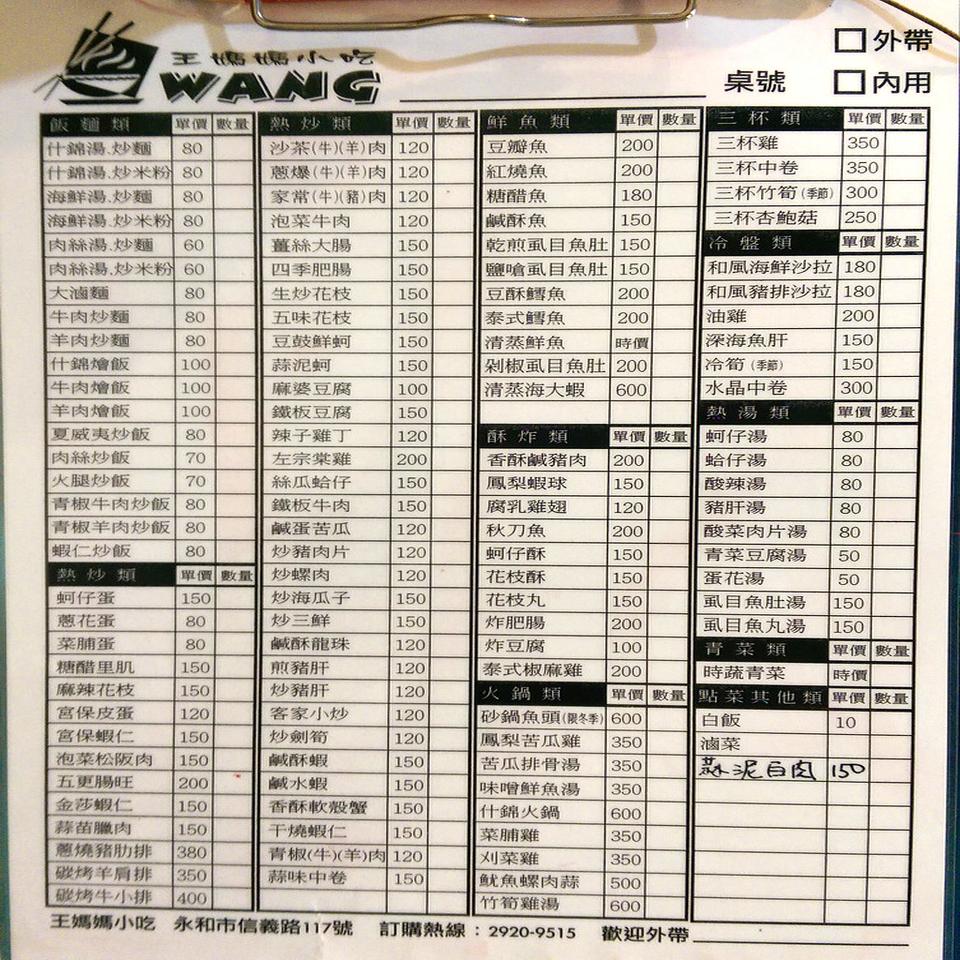 王媽媽小吃
WANG
桌號
□外帶
□內用
飯麵類 單價 數量
什錦湯.炒麵 80
什錦湯.炒米粉 80
海鮮湯.炒麵 80
海鮮湯.炒米粉 80
肉絲湯.炒麵 60
肉絲湯.炒米粉 60
大滷麵 80
牛肉炒麵 80
羊肉炒麵 80
什錦燴飯 100
牛肉燴飯 100
羊肉燴飯 100
夏威夷炒飯 80
肉絲炒飯 70
火腿炒飯 70
青椒牛肉炒飯 80
青椒羊肉炒飯 80
蝦仁炒飯 80
熱炒類 單價 數量
蚵仔蛋 150
蔥花蛋 80
菜脯蛋 80
糖醋里肌 150
麻辣花枝 150
宮保皮蛋 120
宮保蝦仁 150
泡菜松阪肉 150
五更腸旺 200
金莎蝦仁 150
蒜苗臘肉 150
蔥燒豬肋排 380
碳烤羊肩排 350
碳烤牛小排 400
熱炒類 單價 數量
沙茶(牛)(羊)肉 120
蔥爆(牛)(羊)肉 120
家常(牛)(豬)肉 120
泡菜牛肉 120
薑絲大腸 150
四季肥腸 150
生炒花枝 150
五味花枝 150
豆鼓鮮蚵 150
蒜泥蚵 150
麻婆豆腐 100
鐵板豆腐 150
辣子雞丁 120
左宗棠雞 200
絲瓜蛤仔 150
鐵板牛肉 150
鹹蛋苦瓜 120
炒豬肉片 120
炒螺肉 120
炒海瓜子 150
炒三鮮 150
鹹酥龍珠 120
煎豬肝 120
炒豬肝 120
客家小炒 120
炒劍筍 120
鹹酥蝦 150
鹹水蝦 150
香酥軟殼蟹 150
干燒蝦仁 150
青椒(牛)(羊)肉 120
蒜味中卷 150
鮮魚類 單價 數量
豆瓣魚 200
紅燒魚 200
糖醋魚 180
鹹酥魚 150
乾煎虱目魚肚 150
鹽嗆虱目魚肚 150
豆酥鱈魚 200
泰式鱈魚 200
清蒸鮮魚 時價
剁椒虱目魚肚 200
清蒸海大蝦 600
酥炸類 單價 數量
香酥鹹豬肉 200
鳳梨蝦球 150
腐乳雞翅 120
秋刀魚 200
蚵仔酥 150
花枝酥 150
花枝丸 150
炸肥腸 200
炸豆腐 100
泰式椒麻雞 200
火鍋類 單價 數量
砂鍋魚頭(限冬季) 600
鳳梨苦瓜雞 350
苦瓜排骨湯 350
味噌鮮魚湯 350
什錦火鍋 600
菜脯雞 350
刈菜雞 350
魷魚螺肉蒜 500
竹筍雞湯 600
三杯類 單價 數量
三杯雞 350
三杯中卷 350
三杯竹筍(季節) 300
三杯杏鮑菇 250
冷盤類 單價 數量
和風海鮮沙拉 180
和風豬排沙拉 180
油雞 200
深海魚肝 150
冷筍(季節) 150
水晶中卷 300
熱湯類 單價 數量
蚵仔湯 80
蛤仔湯 80
酸辣湯 80
豬肝湯 80
酸菜肉片湯 80
青菜豆腐湯 50
蛋花湯 50
虱目魚肚湯 150
虱目魚丸湯 150
青菜類 單價 數量
時蔬青菜 時價
點菜其他類 單價 數量
白飯 10
滷菜
蒜泥白肉 150
王媽媽小吃 永和市信義路117號 訂購熱線：2920-9515 歡迎外帶